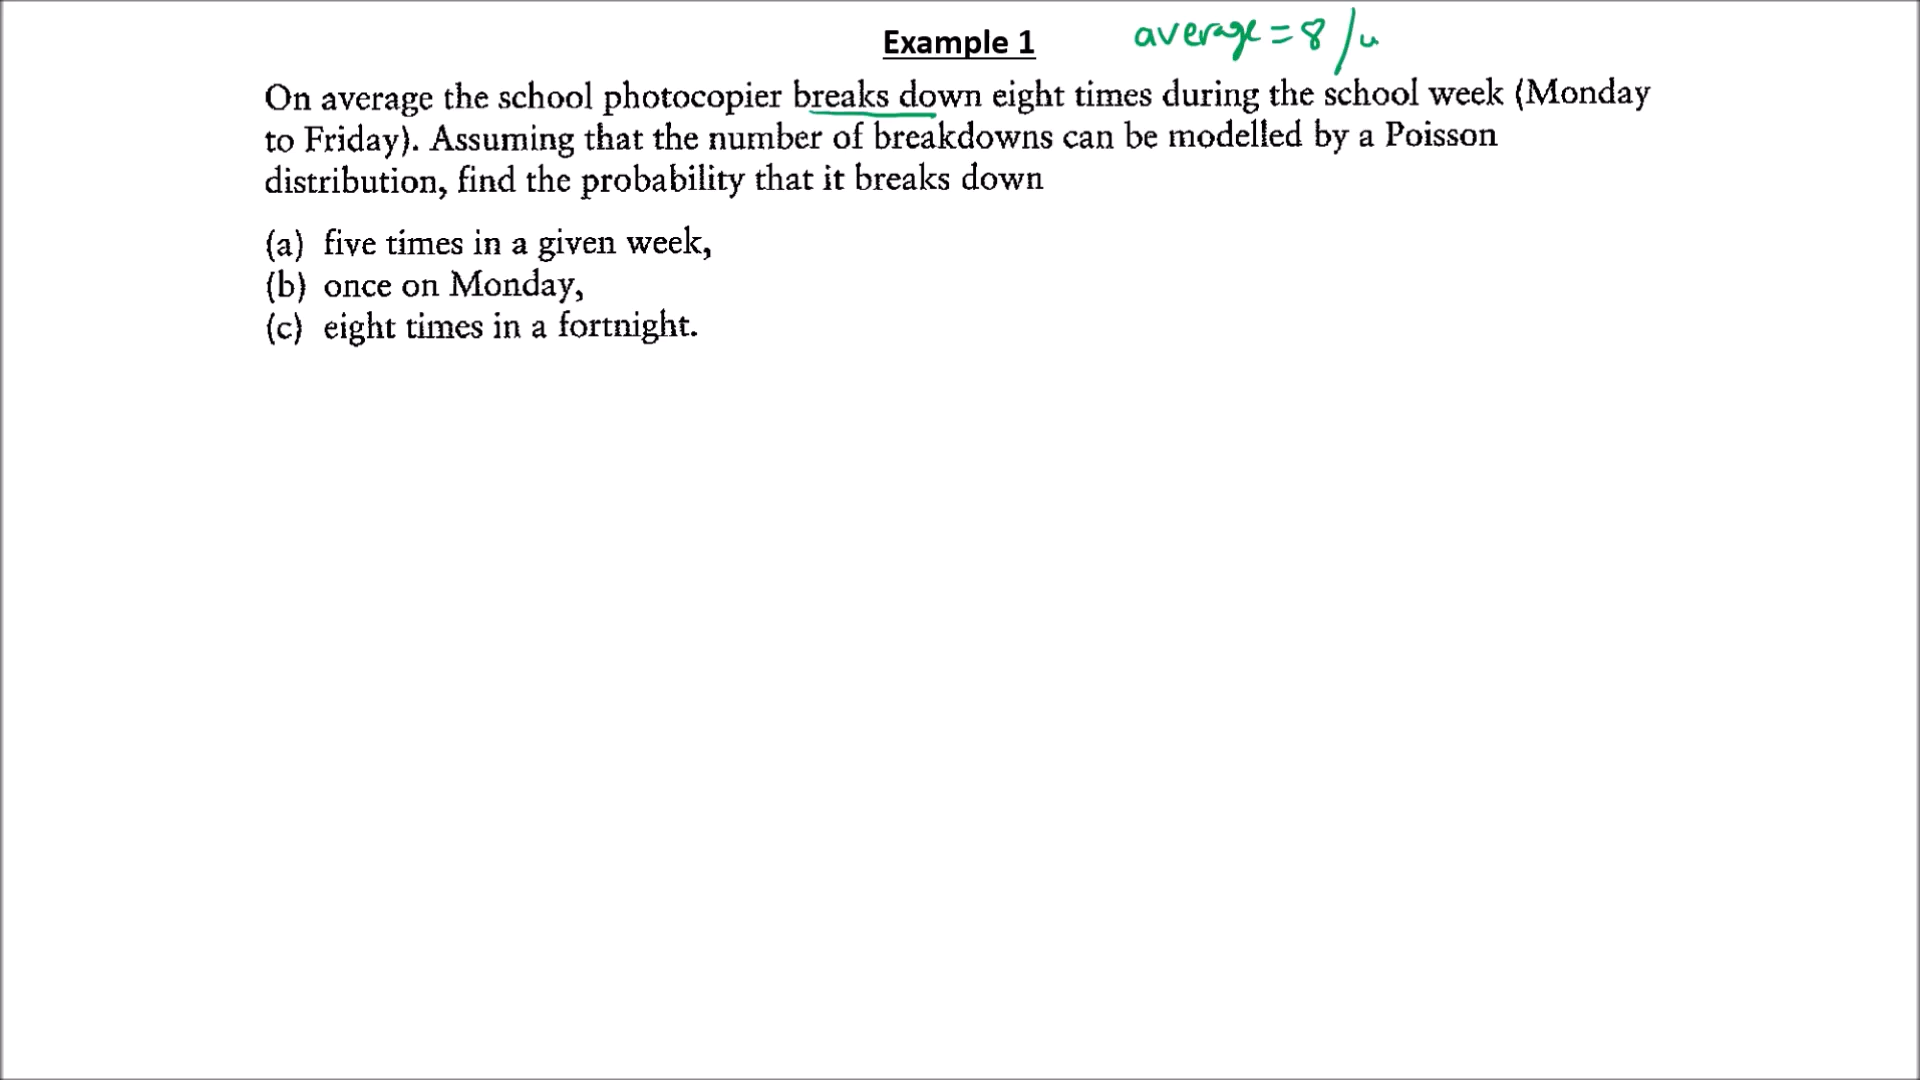 Example 1
average = 8 /
On average the school photocopier breaks down eight times during the school week (Monday
to Friday). Assuming that the number of breakdowns can be modelled by a Poisson
distribution, find the probability that it breaks down
(a) five times in a given week,
(b) once on Monday,
(c) eight times in a fortnight.